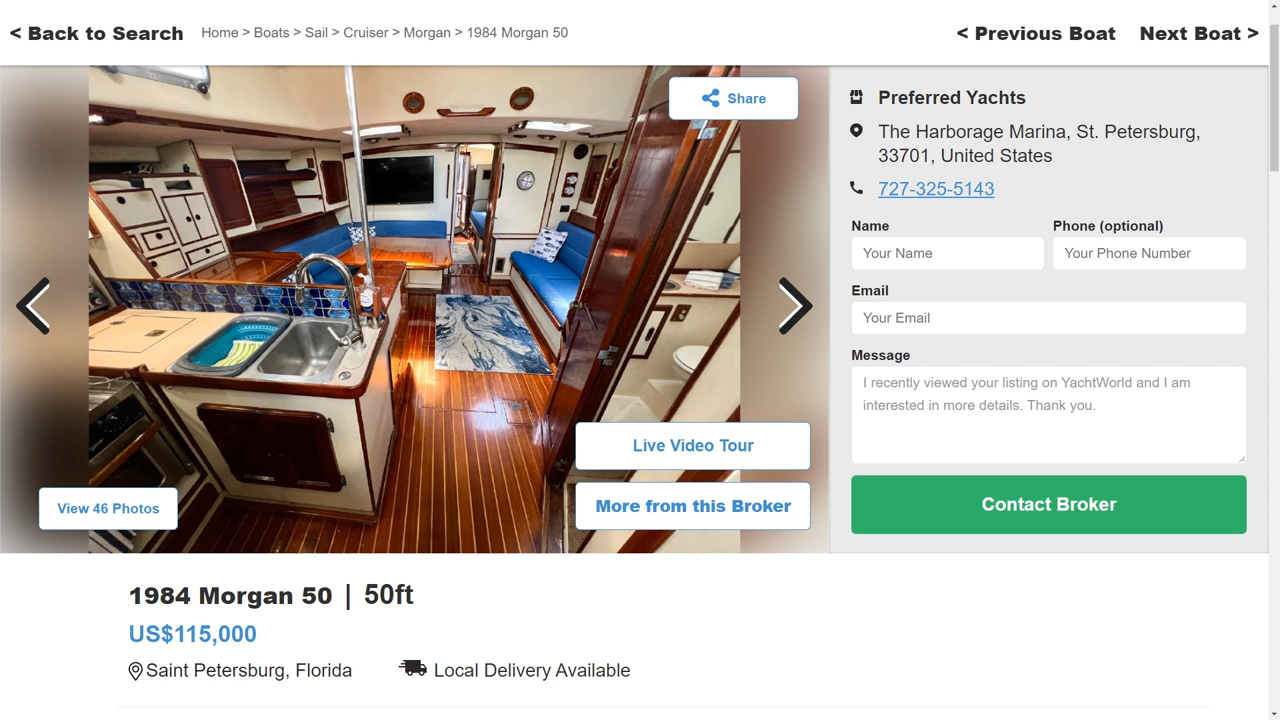 < Back to Search
Home > Boats > Sail > Cruiser > Morgan > 1984 Morgan 50
< Previous Boat
Next Boat >
Share
Live Video Tour
View 46 Photos
More from this Broker
Preferred Yachts
The Harborage Marina, St. Petersburg,
33701, United States
727-325-5143
Name
Phone (optional)
Your Name
Your Phone Number
Email
Your Email
Message
I recently viewed your listing on YachtWorld and I am
interested in more details. Thank you.
Contact Broker
1984 Morgan 50 | 50ft
US$115,000
Saint Petersburg, Florida
Local Delivery Available